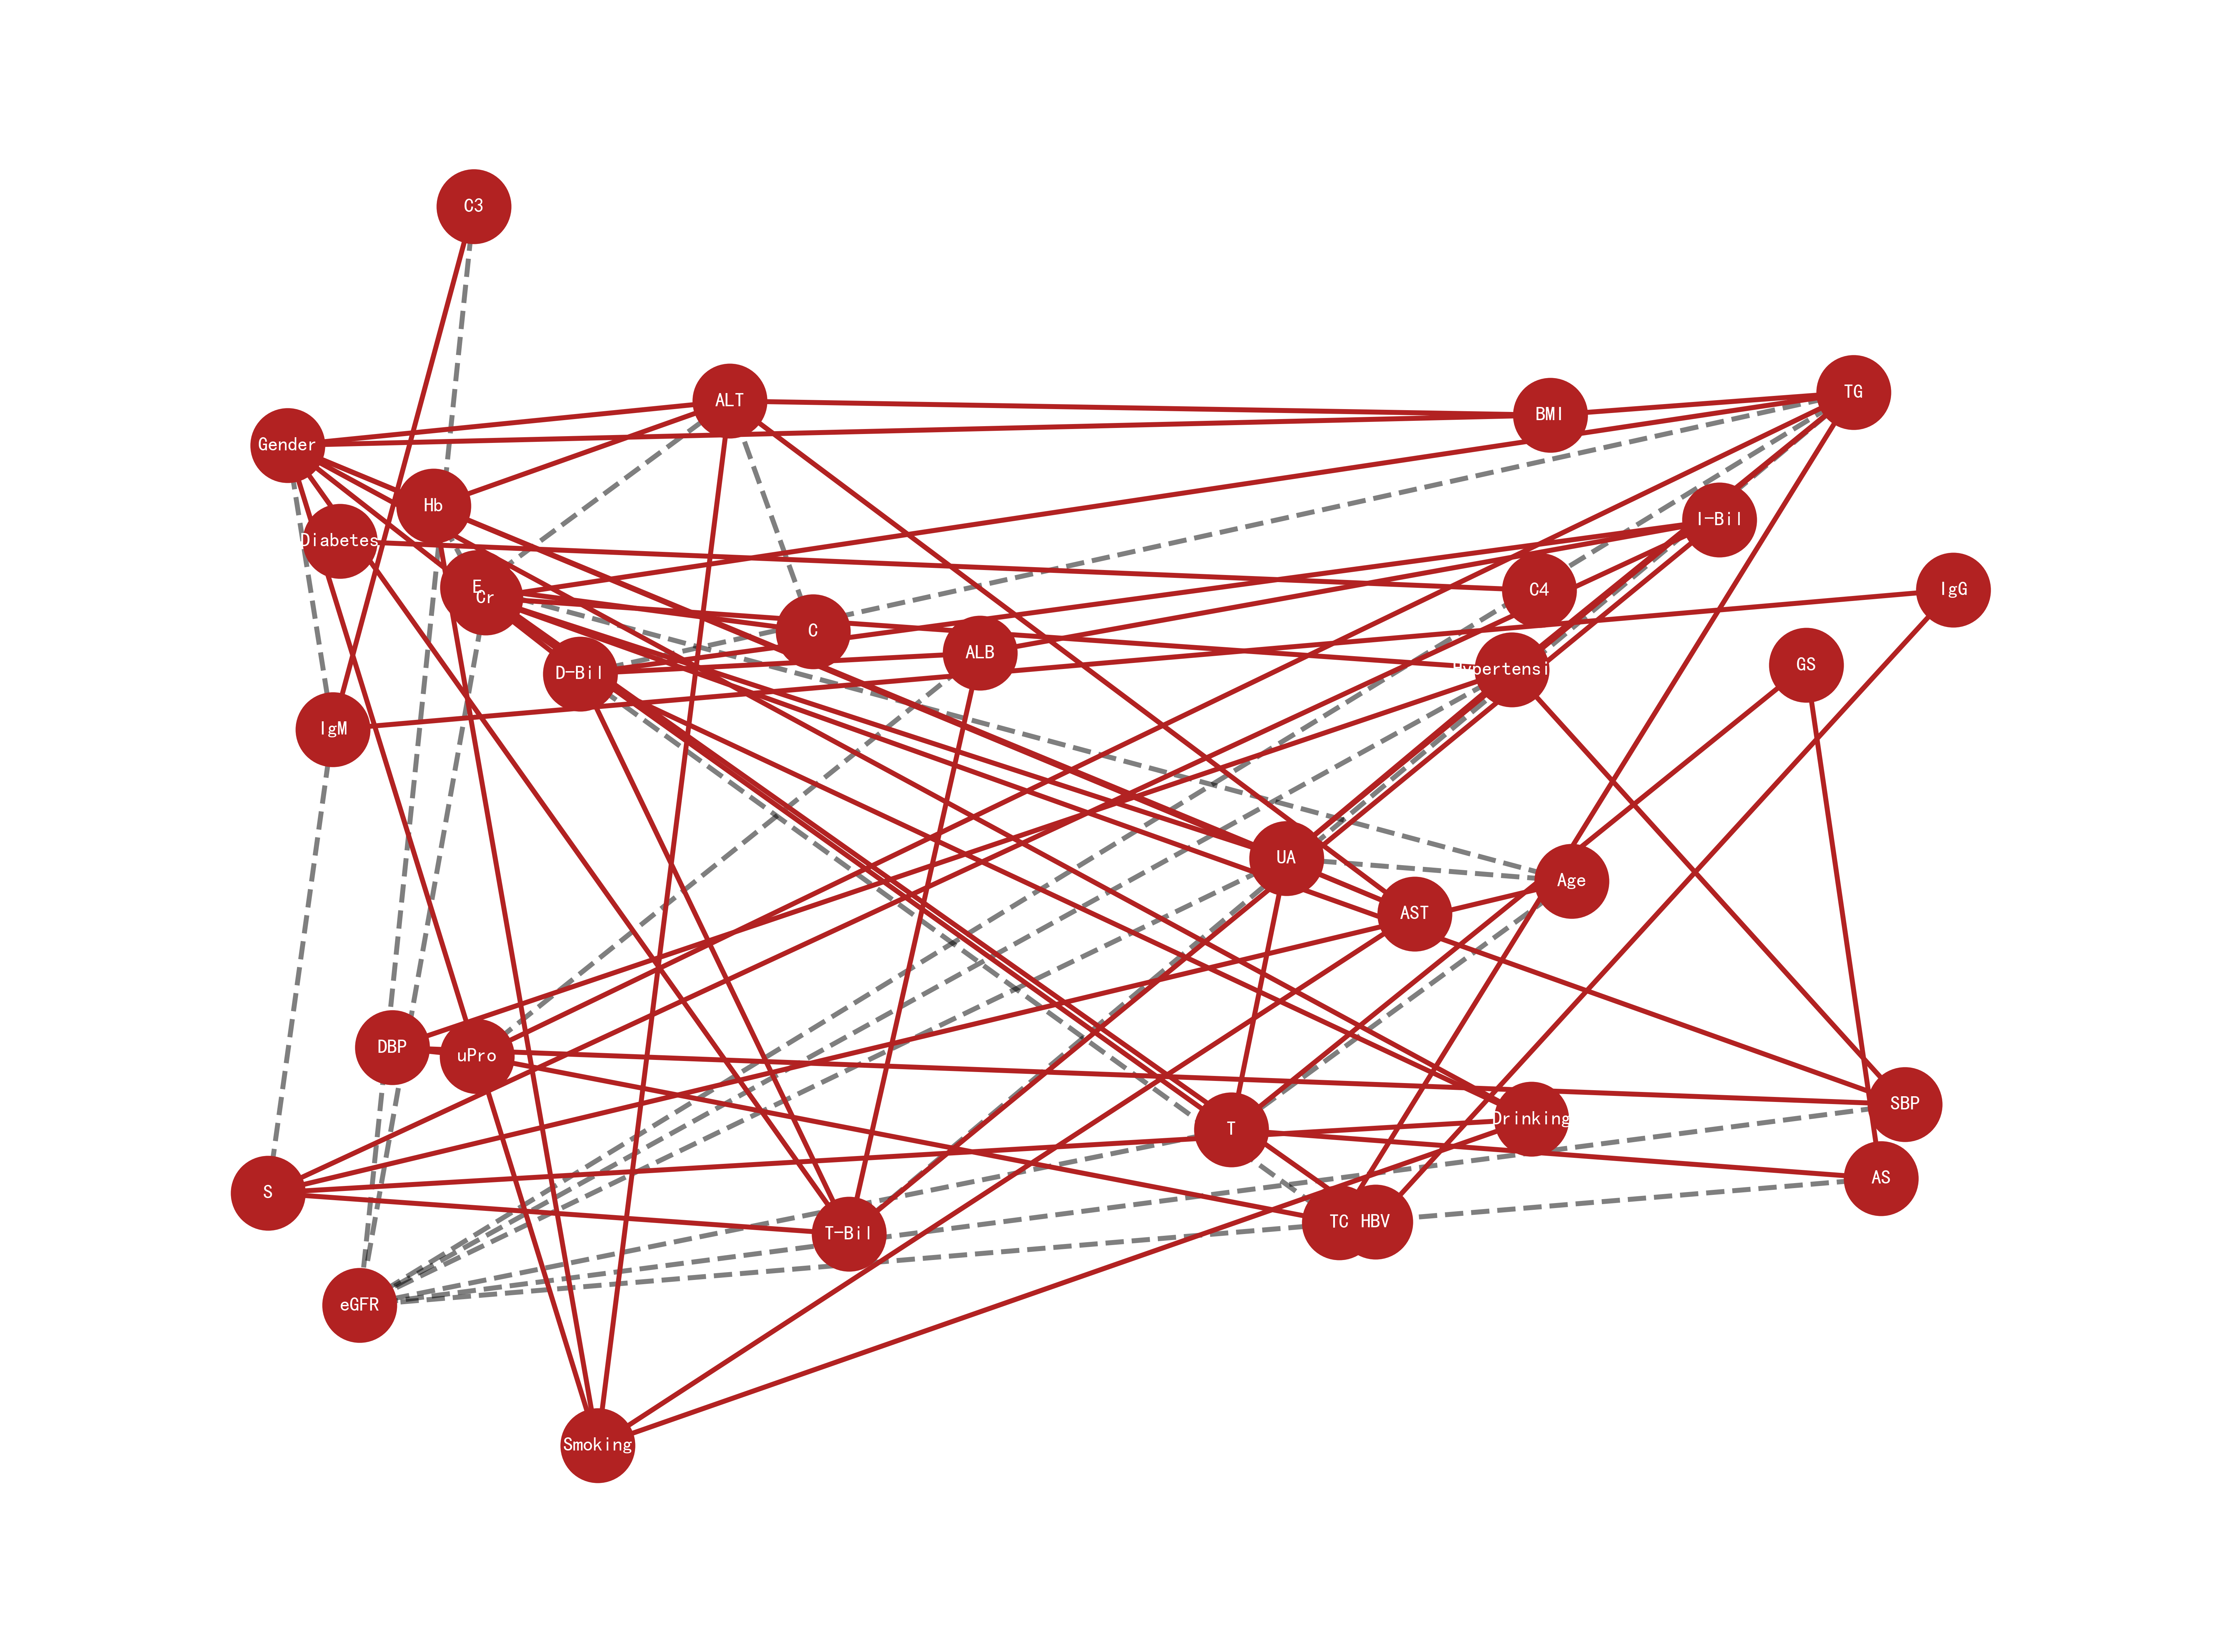 C3
TG
ALT
BMI
Gender
Hb
I-Bil
Diabetes
E
Cr
C4
IgG
C
ALB
GS
Hypertensi
D-Bil
IgM
UA
Age
AST
DBP
uPro
SBP
Drinking
T
AS
S
TC
HBV
T-Bil
eGFR
Smoking